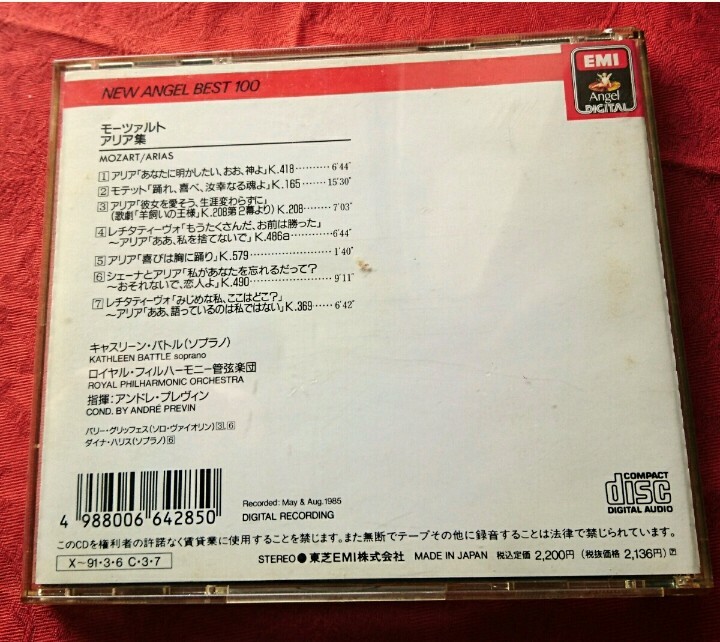 NEW ANGEL BEST 100
EMI
Angel
DIGITAL
モーツァルト
アリア集
MOZART/ARIAS
1 アリア「あなたに明かしたい、おお、神よ」K.418………6′44″
2 モテット「踊れ、喜べ、汝幸なる魂よ」K.165……15′30″
3 アリア「彼女を愛そう、生涯変わらずに」
(歌劇「羊飼いの王様」K.208第2幕より)K.208……7′03″
4 レチタティーヴォ「もうたくさんだ、お前は勝った」
～アリア「ああ、私を捨てないで」K.486a………6′44″
5 アリア「喜びは胸に踊り」K.579………1′40″
6 シェーナとアリア「私があなたを忘れるだって?
～おそれないで、恋人よ」K.490………9′11″
7 レチタティーヴォ「みじめな私、ここはどこ?」
～アリア「ああ、語っているのは私ではない」K.369……6′42″
キャスリーン・バトル(ソプラノ)
KATHLEEN BATTLE soprano
ロイヤル・フィルハーモニー管弦楽団
ROYAL PHILHARMONIC ORCHESTRA
指揮:アンドレ・プレヴィン
COND. BY ANDRÉ PREVIN
バリー・グリッフェス(ソロ・ヴァイオリン)3, 6
ダイナ・ハリス(ソプラノ)6
4 988006 642850
Recorded: May & Aug. 1985
DIGITAL RECORDING
COMPACT
disc
DIGITAL AUDIO
このCDを権利者の許諾なく賃貸業に使用することを禁じます。また無断でテープその他に録音することは法律で禁じられています。
X～91・3・6 C・3・7
STEREO●東芝EMI株式会社 MADE IN JAPAN 税込定価 2,200円(税抜価格 2,136円)